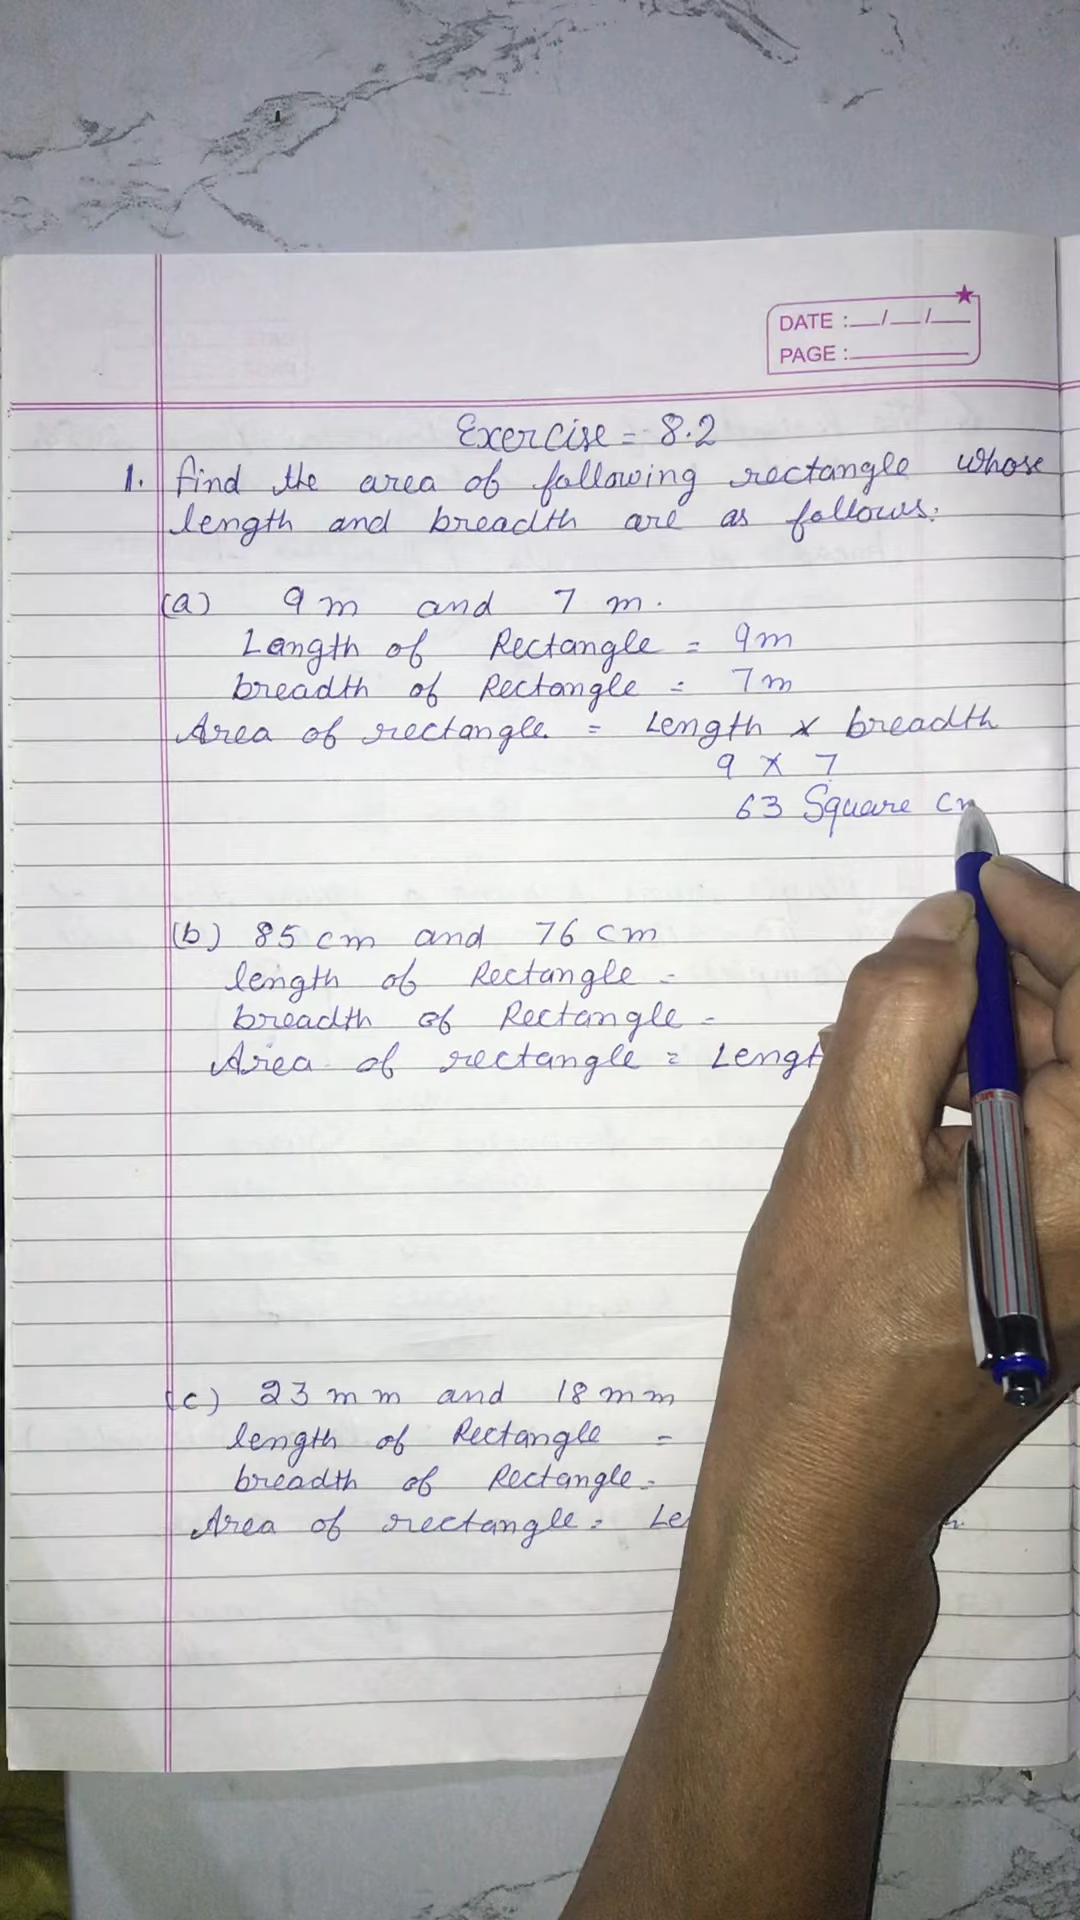 DATE :__/__/__
PAGE :______
Exercise = 8.2
1. find the area of following rectangle whose
length and breadth are as follows:
(a) 9 m and 7 m.
Length of Rectangle = 9m
breadth of Rectangle = 7m
Area of rectangle = Length × breadth
9 × 7
63 Square cm
(b) 85 cm and 76 cm
length of Rectangle =
breadth of Rectangle =
Area of rectangle =
(c) 23 mm and 18 mm
length of Rectangle =
breadth of Rectangle =
Area of rectangle =